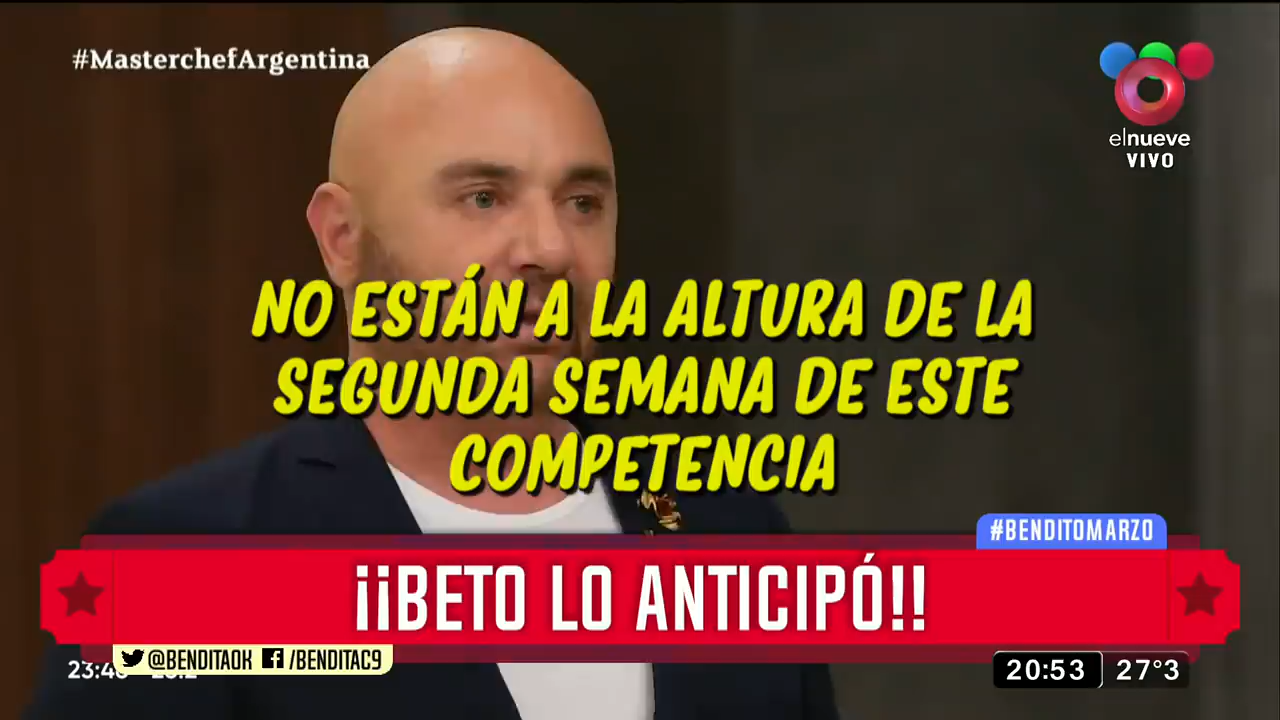 #MasterchefArgentina
elnueve
VIVO
NO ESTÁN A LA ALTURA DE LA
SEGUNDA SEMANA DE ESTE
COMPETENCIA
#BENDITOMARZO
¡¡BETO LO ANTICIPÓ!!
@BENDITAOK /BENDITAC9
20:53 27°3